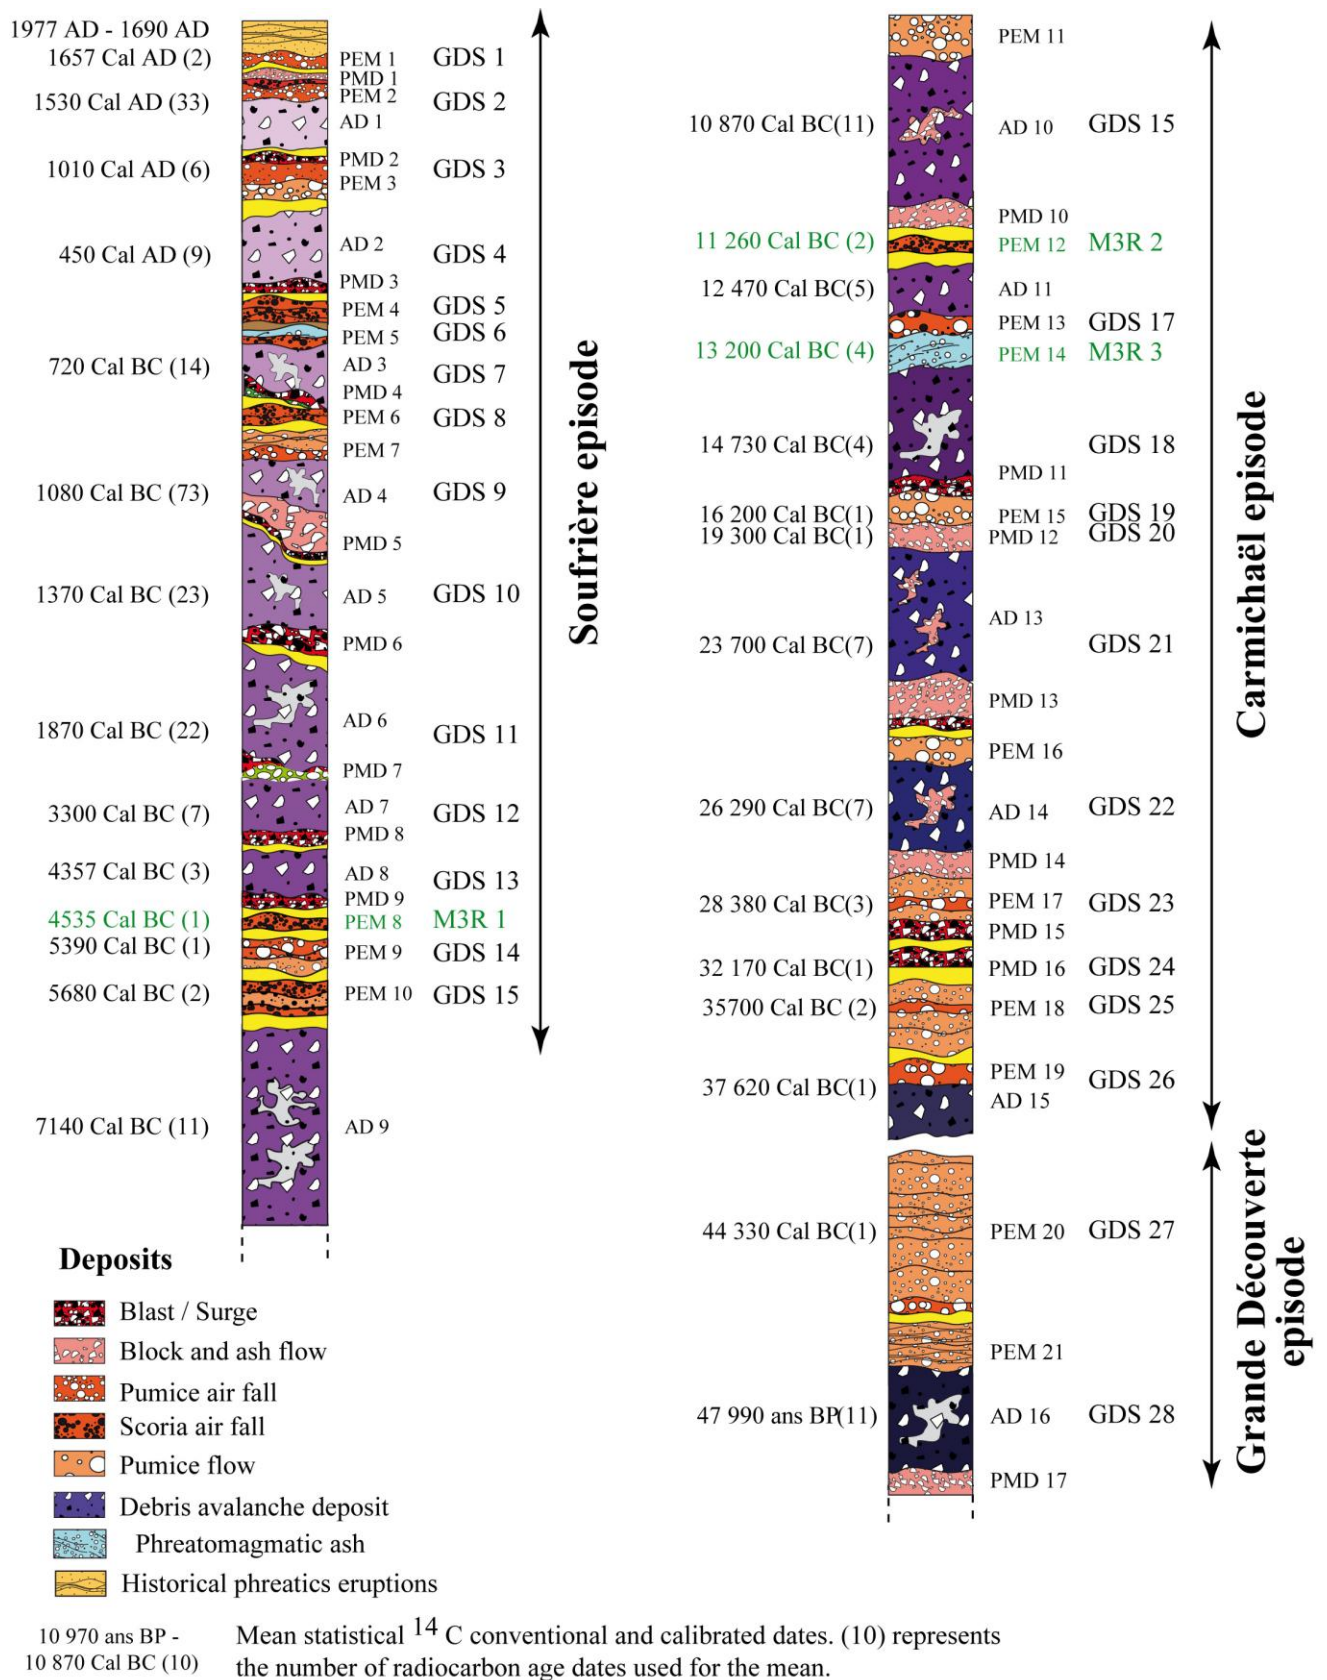 1977 AD - 1690 AD
1657 Cal AD (2)
PEM 1
GDS 1
PMD 1
PEM 2
1530 Cal AD (33)
GDS 2
AD 1
PMD 2
1010 Cal AD (6)
GDS 3
PEM 3
AD 2
450 Cal AD (9)
GDS 4
PMD 3
PEM 4
GDS 5
PEM 5
GDS 6
720 Cal BC (14)
AD 3
GDS 7
PMD 4
PEM 6
GDS 8
PEM 7
1080 Cal BC (73)
AD 4
GDS 9
PMD 5
1370 Cal BC (23)
AD 5
GDS 10
PMD 6
AD 6
1870 Cal BC (22)
GDS 11
PMD 7
AD 7
3300 Cal BC (7)
GDS 12
PMD 8
4357 Cal BC (3)
AD 8
GDS 13
PMD 9
4535 Cal BC (1)
PEM 8
M3R 1
5390 Cal BC (1)
PEM 9
GDS 14
5680 Cal BC (2)
PEM 10
GDS 15
7140 Cal BC (11)
AD 9
Soufrière episode
PEM 11
10 870 Cal BC(11)
AD 10
GDS 15
PMD 10
11 260 Cal BC (2)
PEM 12
M3R 2
12 470 Cal BC(5)
AD 11
PEM 13
GDS 17
13 200 Cal BC (4)
PEM 14
M3R 3
14 730 Cal BC(4)
GDS 18
PMD 11
16 200 Cal BC(1)
PEM 15
GDS 19
19 300 Cal BC(1)
PMD 12
GDS 20
AD 13
23 700 Cal BC(7)
GDS 21
PMD 13
PEM 16
26 290 Cal BC(7)
AD 14
GDS 22
PMD 14
28 380 Cal BC(3)
PEM 17
GDS 23
PMD 15
32 170 Cal BC(1)
PMD 16
GDS 24
35700 Cal BC (2)
PEM 18
GDS 25
PEM 19
37 620 Cal BC(1)
GDS 26
AD 15
Carmichaël episode
44 330 Cal BC(1)
PEM 20
GDS 27
PEM 21
47 990 ans BP(11)
AD 16
GDS 28
PMD 17
Grande Découverte
episode
Deposits
Blast / Surge
Block and ash flow
Pumice air fall
Scoria air fall
Pumice flow
Debris avalanche deposit
Phreatomagmatic ash
Historical phreatics eruptions
10 970 ans BP -
10 870 Cal BC (10)
Mean statistical 14 C conventional and calibrated dates. (10) represents
the number of radiocarbon age dates used for the mean.